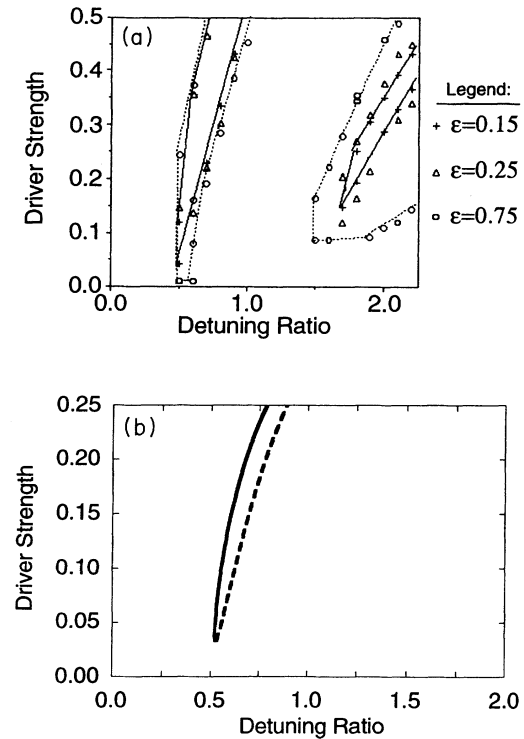 (a)
0.5
0.4
0.3
0.2
0.1
0.0
Driver Strength
0.0 1.0 2.0
Detuning Ratio
Legend:
+ ε=0.15
△ ε=0.25
○ ε=0.75
(b)
0.25
0.20
0.15
0.10
0.05
0.00
Driver Strength
0.0 0.5 1.0 1.5 2.0
Detuning Ratio